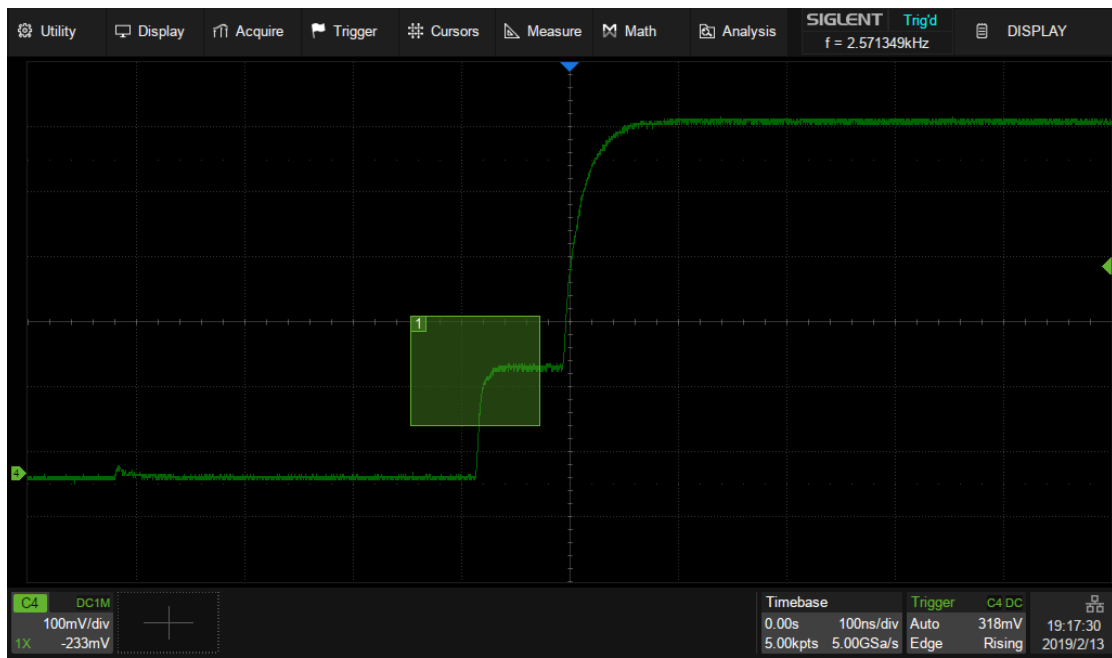 Utility Display Acquire Trigger Cursors Measure Math Analysis SIGLENT Trig'd DISPLAY
f = 2.571349kHz
1
4
C4 DC1M
100mV/div
1X -233mV
Timebase
0.00s 100ns/div
5.00kpts 5.00GSa/s
Trigger C4 DC
Auto 318mV
Edge Rising
19:17:30
2019/2/13